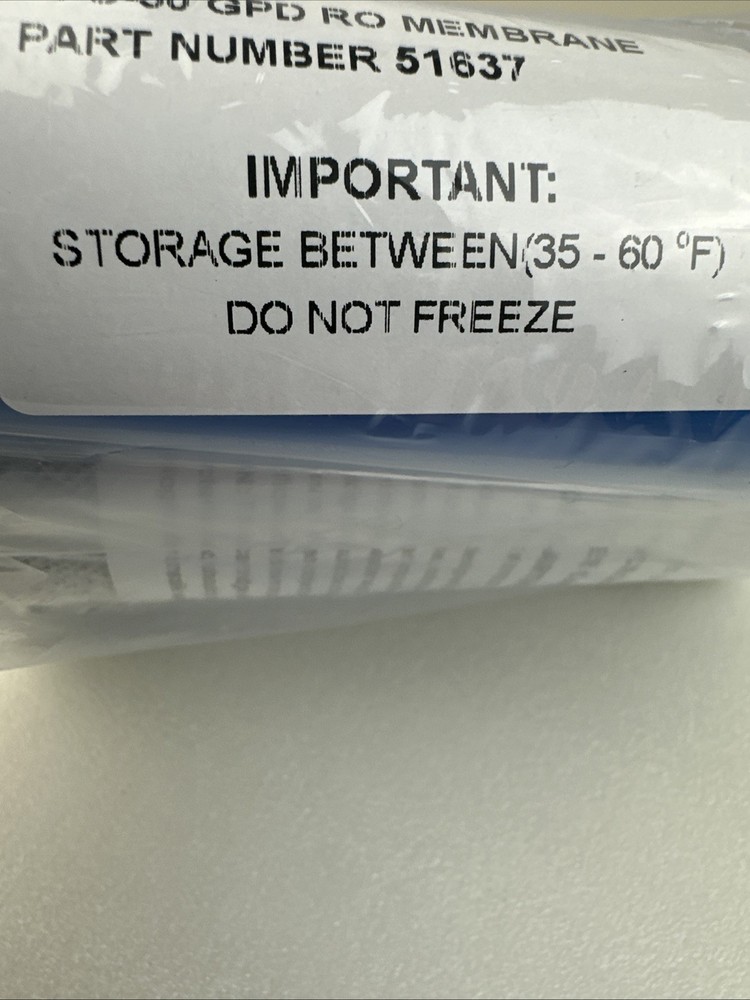 GPD RO MEMBRANE
PART NUMBER 51637
IMPORTANT:
STORAGE BETWEEN(35 - 60 °F)
DO NOT FREEZE